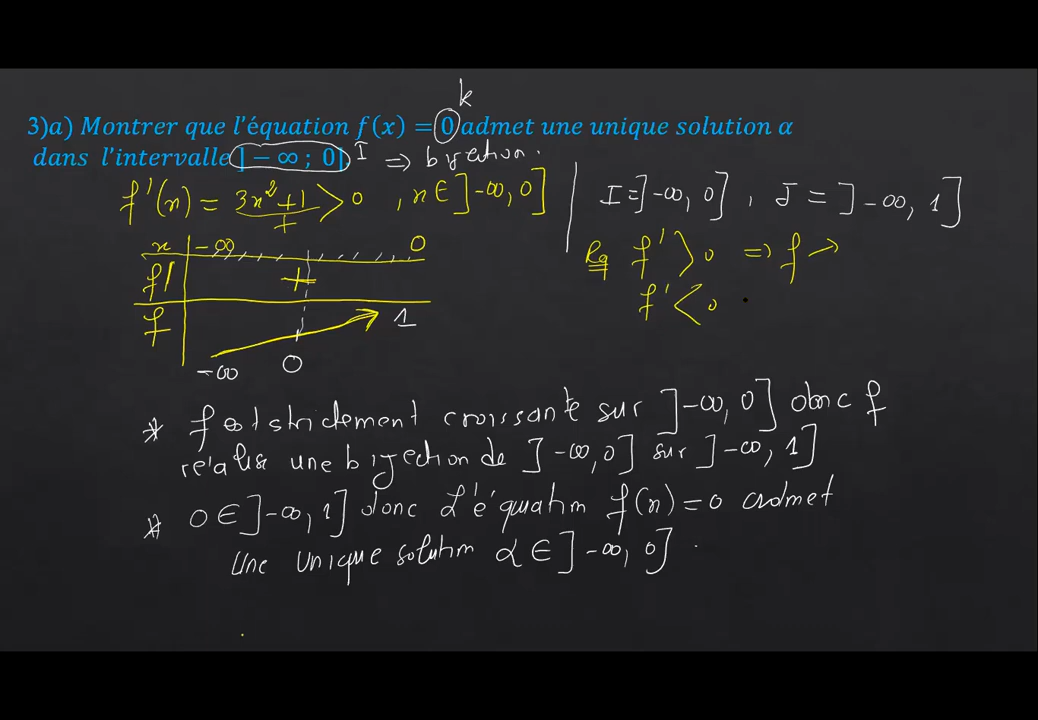 k
3)a) Montrer que l'équation f(x) = 0 admet une unique solution α
dans l'intervalle ]-∞ ; 0] I ⇒ bijection.
f'(x) = 3x²+1 > 0 , x ∈ ]-∞, 0]
+
I = ]-∞, 0] , J = ]-∞, 1]
Rq f' > 0 ⇒ f ↗
f' < 0
x -∞ 0
f' +
f -∞ 0 1
* f est strictement croissante sur ]-∞, 0] donc f
réalise une bijection de ]-∞, 0] sur ]-∞, 1]
* 0 ∈ ]-∞, 1] donc L'équation f(x) = 0 admet
Une unique solution α ∈ ]-∞, 0] .